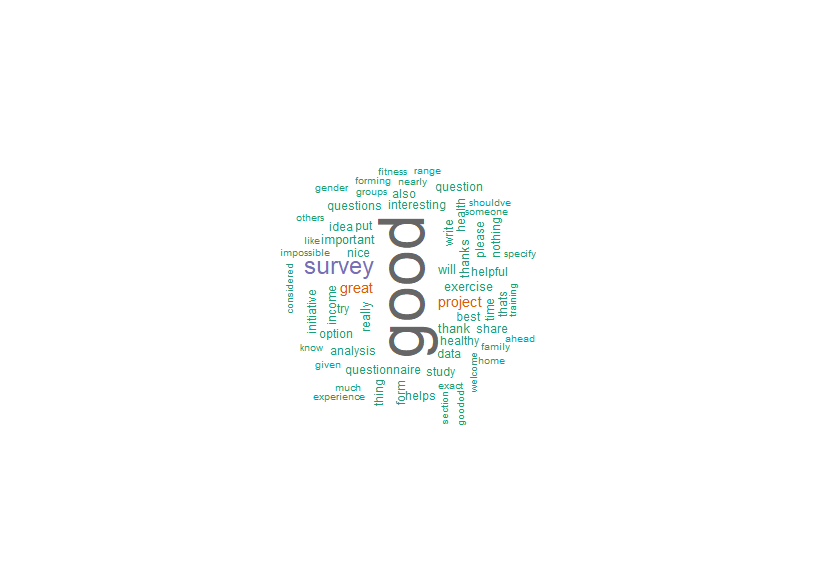 fitness range
forming nearly
gender groups also question
questions interesting
health shouldve
others someone
idea put write please nothing
like important
impossible nice thanks specify
survey good will helpful
considered great exercise
initiative income try really project time thats training
best
option thank share
know analysis healthy ahead
data family
given questionnaire study welcome home
much thing form exact
experience helps section goodod